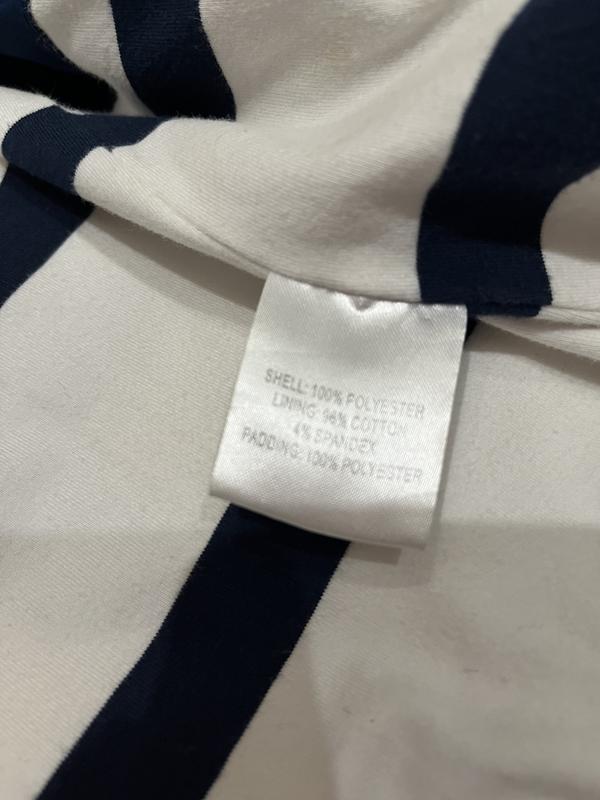 SHELL: 100% POLYESTER
LINING: 96% COTTON
4% SPANDEX
PADDING: 100% POLYESTER